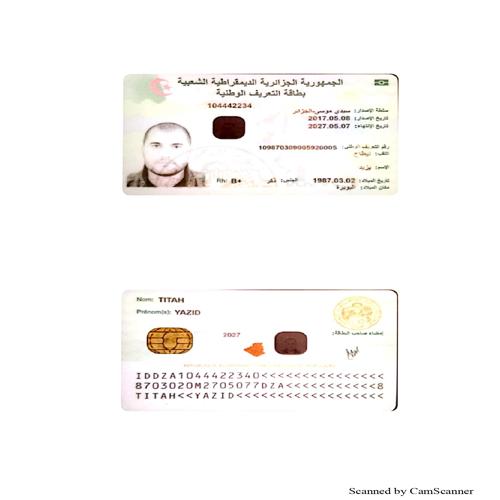 الجمهورية الجزائرية الديمقراطية الشعبية
بطاقة التعريف الوطنية
104442234
سلطة الإصدار: سيدي موسى-الجزائر
تاريخ الإصدار: 2017.05.08
تاريخ الإنتهاء: 2027.05.07
رقم التعريف الوطني: 109870309005920005
اللقب: تيطاح
الإسم: يزيد
تاريخ الميلاد: 1987.03.02 الجنس: ذكر Rh: B+
مكان الميلاد: البويرة
Nom: TITAH
Prénom(s): YAZID
2027
إمضاء صاحب البطاقة:
IDDZA1044422340<<<<<<<<<<<<<<<
8703020M2705077DZA<<<<<<<<<<<8
TITAH<<YAZID<<<<<<<<<<<<<<<<<<
Scanned by CamScanner